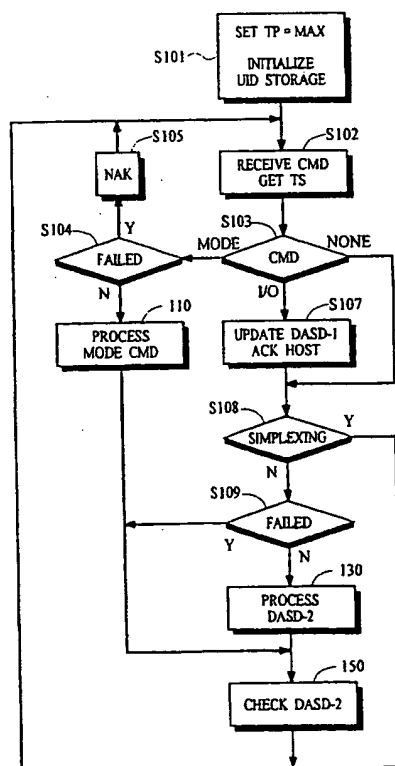 SET TP = MAX
INITIALIZE
UID STORAGE
S101
S105
S102
NAK
RECEIVE CMD
GET TS
S104
Y
S103
FAILED
MODE
CMD
NONE
N
I/O
110
S107
PROCESS
MODE CMD
UPDATE DASD-1
ACK HOST
S108
SIMPLEXING
Y
N
S109
FAILED
Y
N
130
PROCESS
DASD-2
150
CHECK DASD-2